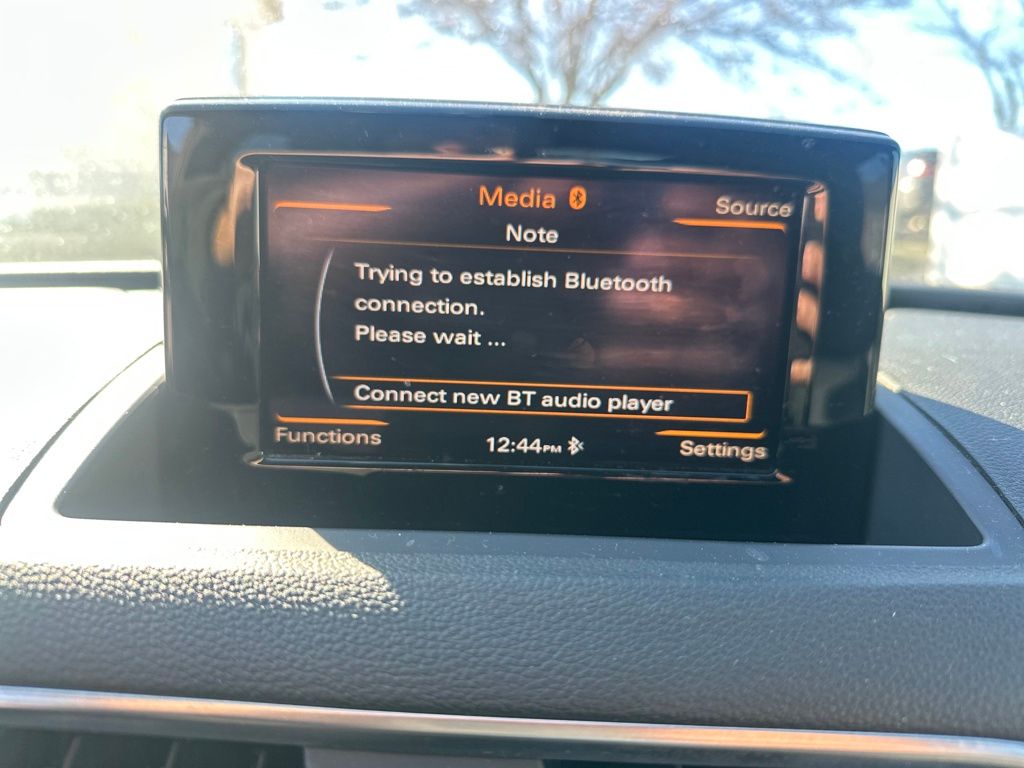 Media
Source
Note
Trying to establish Bluetooth
connection.
Please wait ...
Connect new BT audio player
Functions
12:44PM
Settings